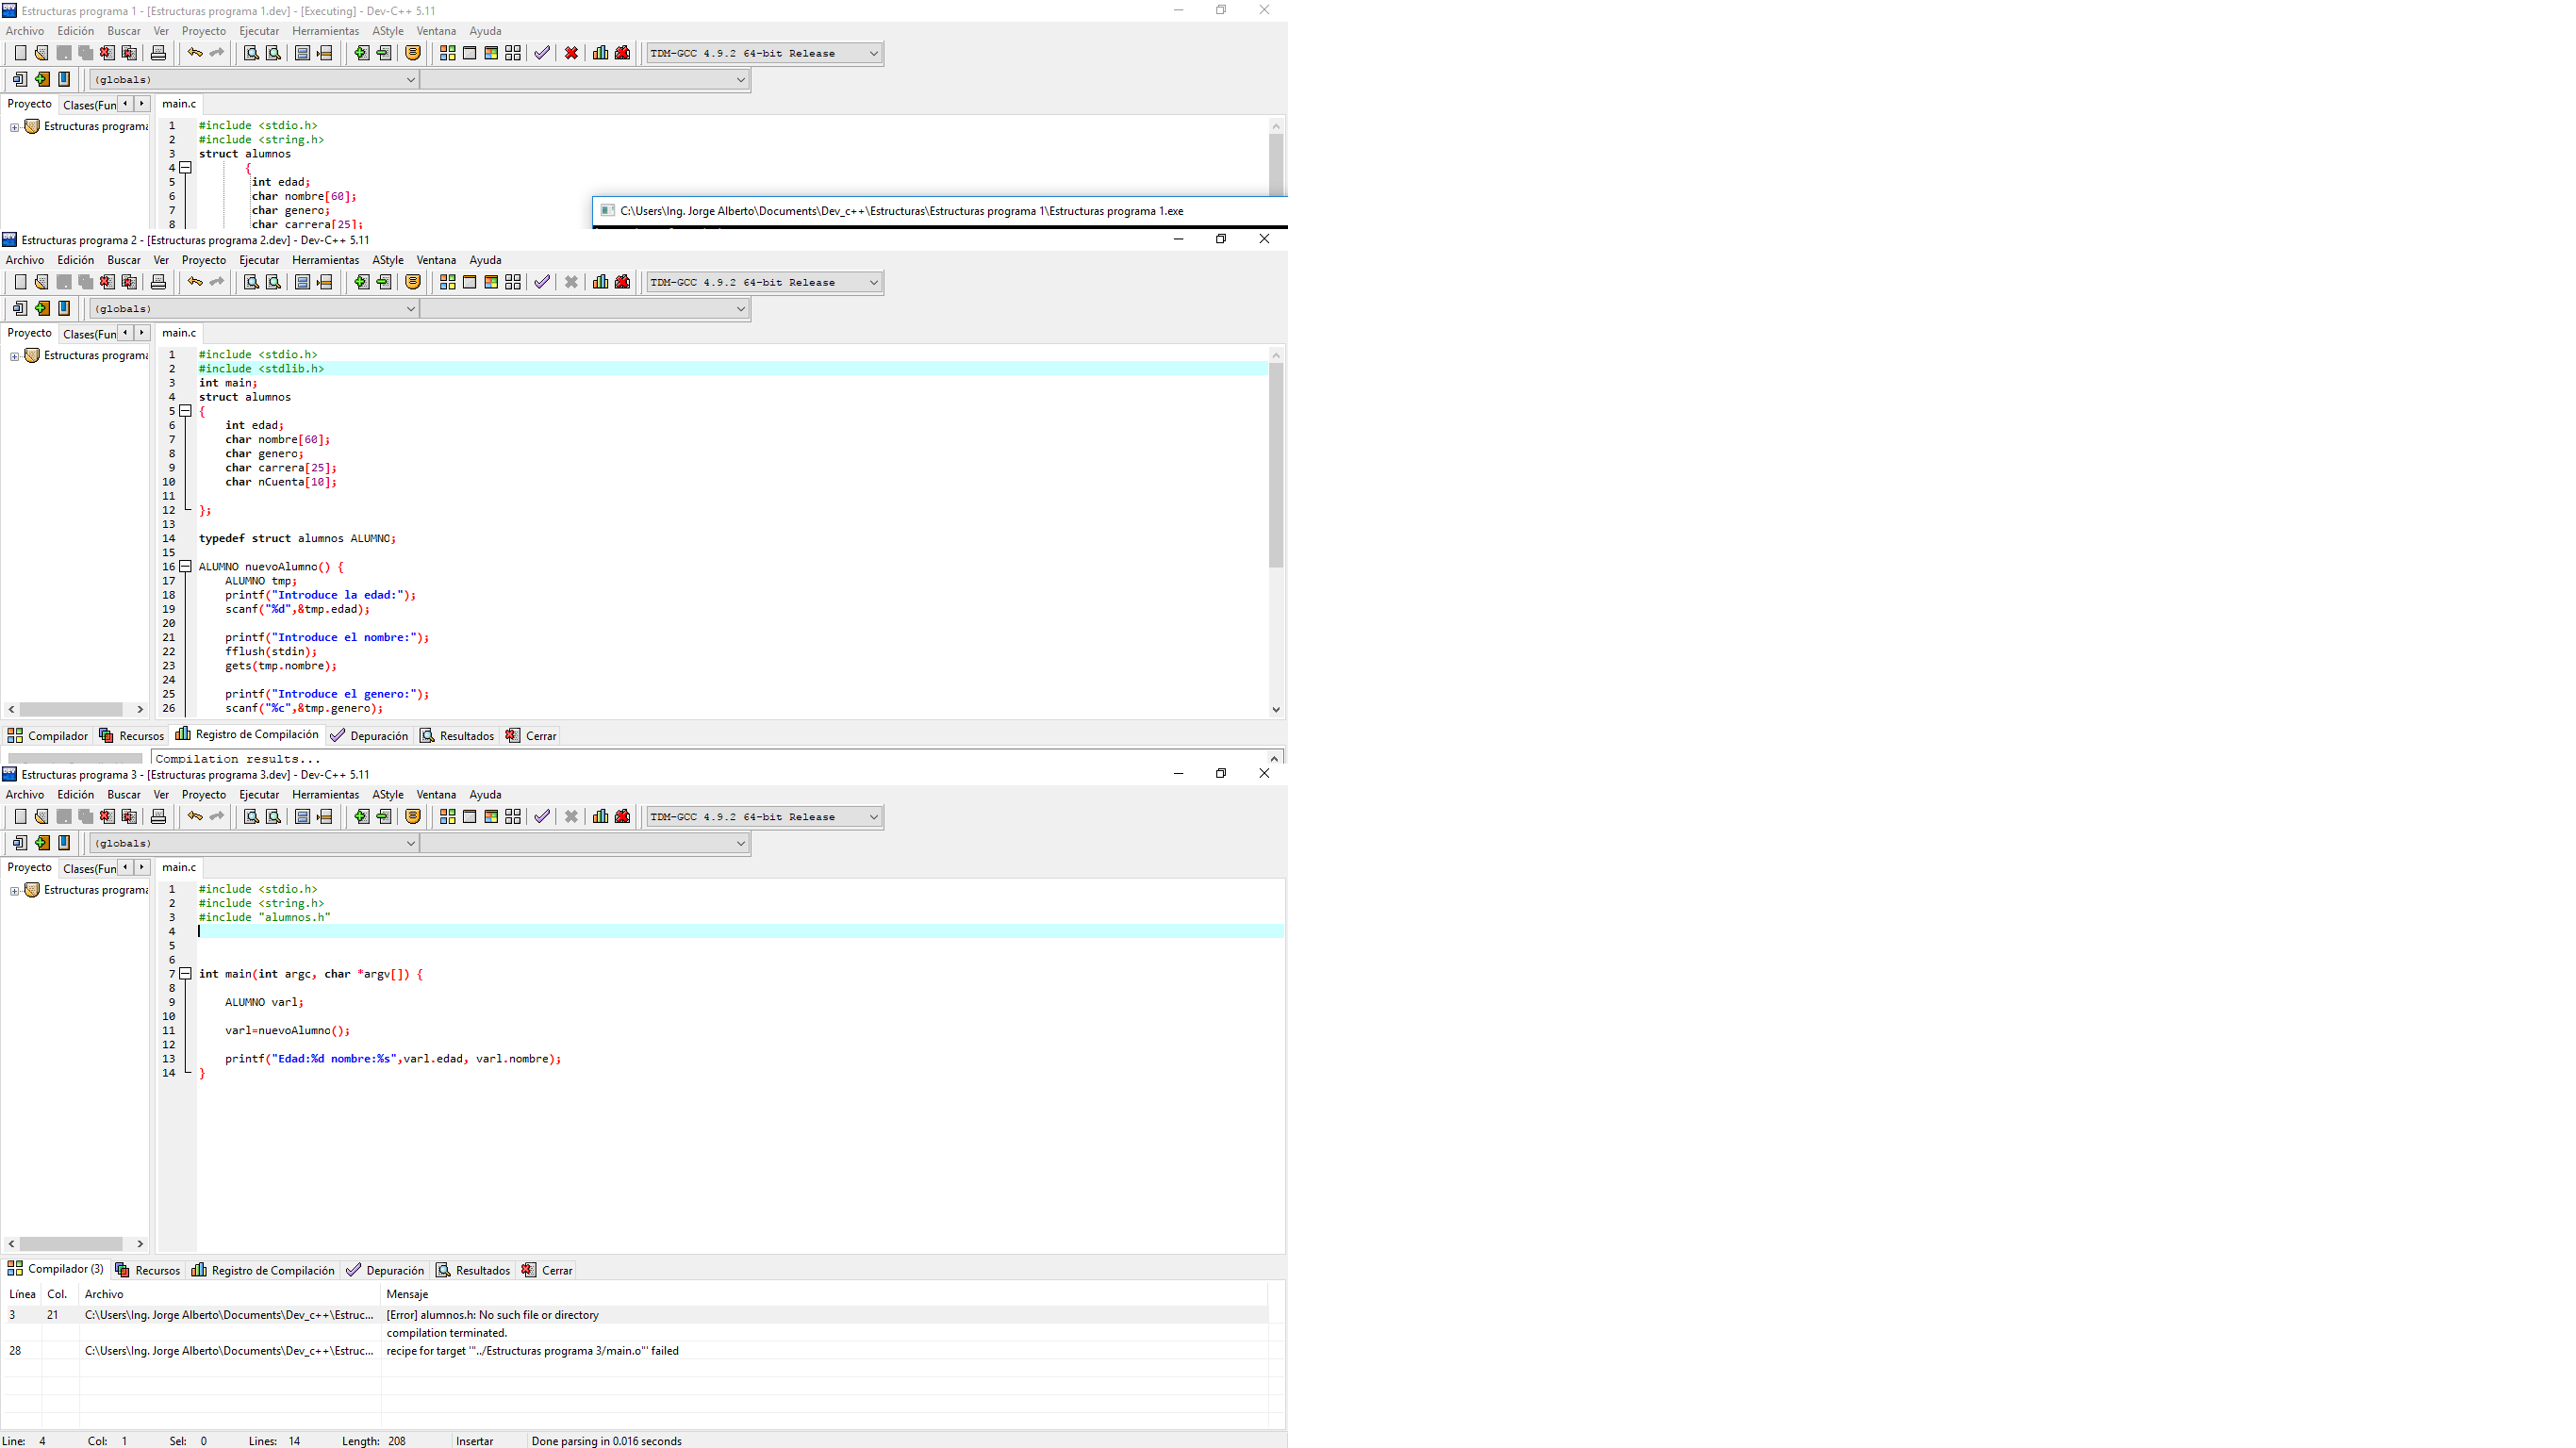 Estructuras programa 1 - [Estructuras programa 1.dev] - [Executing] - Dev-C++ 5.11
Archivo Edición Buscar Ver Proyecto Ejecutar Herramientas AStyle Ventana Ayuda
TDM-GCC 4.9.2 64-bit Release
(globals)
Proyecto Clases(Fun main.c
Estructuras programa
1 #include <stdio.h>
2 #include <string.h>
3 struct alumnos
4 {
5 int edad;
6 char nombre[60];
7 char genero;
8 char carrera[25];
C:\Users\Ing. Jorge Alberto\Documents\Dev_c++\Estructuras\Estructuras programa 1\Estructuras programa 1.exe
Estructuras programa 2 - [Estructuras programa 2.dev] - Dev-C++ 5.11
Archivo Edición Buscar Ver Proyecto Ejecutar Herramientas AStyle Ventana Ayuda
TDM-GCC 4.9.2 64-bit Release
(globals)
Proyecto Clases(Fun main.c
Estructuras programa
1 #include <stdio.h>
2 #include <stdlib.h>
3 int main;
4 struct alumnos
5 {
6 int edad;
7 char nombre[60];
8 char genero;
9 char carrera[25];
10 char nCuenta[10];
11
12 };
13
14 typedef struct alumnos ALUMNO;
15
16 ALUMNO nuevoAlumno() {
17 ALUMNO tmp;
18 printf("Introduce la edad:");
19 scanf("%d",&tmp.edad);
20
21 printf("Introduce el nombre:");
22 fflush(stdin);
23 gets(tmp.nombre);
24
25 printf("Introduce el genero:");
26 scanf("%c",&tmp.genero);
Compilador Recursos Registro de Compilación Depuración Resultados Cerrar
Compilation results...
Estructuras programa 3 - [Estructuras programa 3.dev] - Dev-C++ 5.11
Archivo Edición Buscar Ver Proyecto Ejecutar Herramientas AStyle Ventana Ayuda
TDM-GCC 4.9.2 64-bit Release
(globals)
Proyecto Clases(Fun main.c
Estructuras programa
1 #include <stdio.h>
2 #include <string.h>
3 #include "alumnos.h"
4
5
6
7 int main(int argc, char *argv[]) {
8
9 ALUMNO varl;
10
11 varl=nuevoAlumno();
12
13 printf("Edad:%d nombre:%s",varl.edad, varl.nombre);
14 }
Compilador (3) Recursos Registro de Compilación Depuración Resultados Cerrar
Línea Col. Archivo Mensaje
3 21 C:\Users\Ing. Jorge Alberto\Documents\Dev_c++\Estruc... [Error] alumnos.h: No such file or directory
compilation terminated.
28 C:\Users\Ing. Jorge Alberto\Documents\Dev_c++\Estruc... recipe for target '"../Estructuras programa 3/main.o"' failed
Line: 4 Col: 1 Sel: 0 Lines: 14 Length: 208 Insertar Done parsing in 0.016 seconds